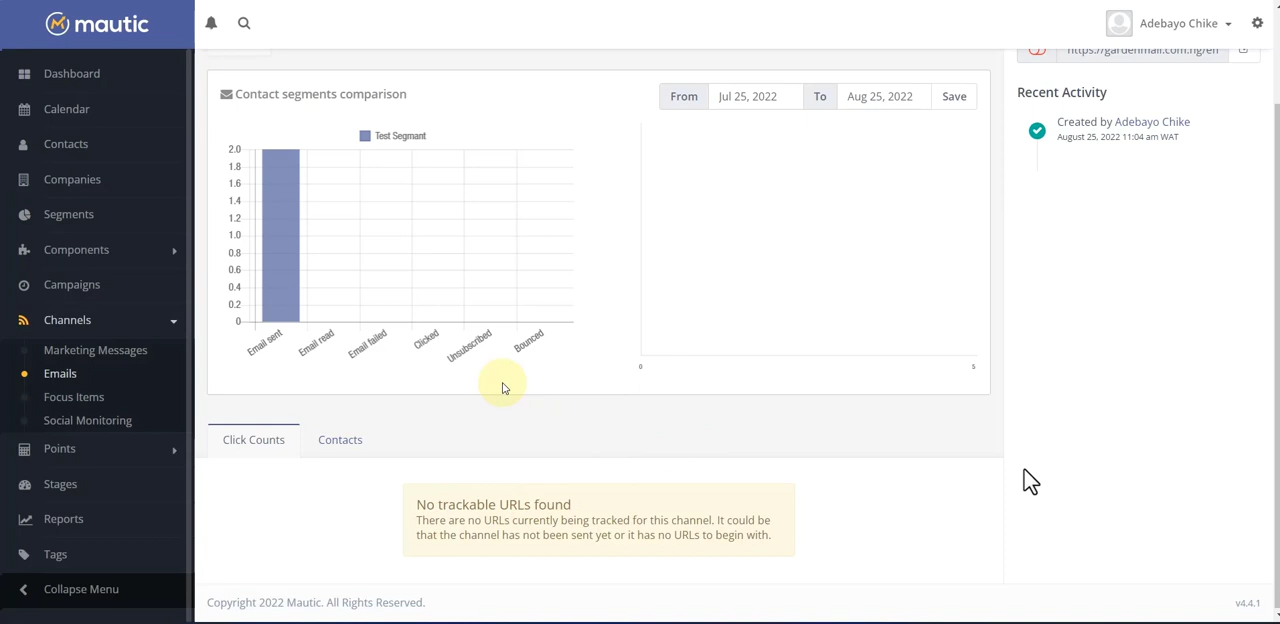 mautic
Adebayo Chike
https://gardenmail.com.ng/en
Dashboard
Calendar
Contacts
Companies
Segments
Components
Campaigns
Channels
Marketing Messages
Emails
Focus Items
Social Monitoring
Points
Stages
Reports
Tags
Collapse Menu
Contact segments comparison
From Jul 25, 2022 To Aug 25, 2022 Save
Test Segmant
2.0
1.8
1.6
1.4
1.2
1.0
0.8
0.6
0.4
0.2
0
Email sent Email read Email failed Clicked Unsubscribed Bounced
0 5
Recent Activity
Created by Adebayo Chike
August 25, 2022 11:04 am WAT
Click Counts Contacts
No trackable URLs found
There are no URLs currently being tracked for this channel. It could be
that the channel has not been sent yet or it has no URLs to begin with.
Copyright 2022 Mautic. All Rights Reserved.
v4.4.1